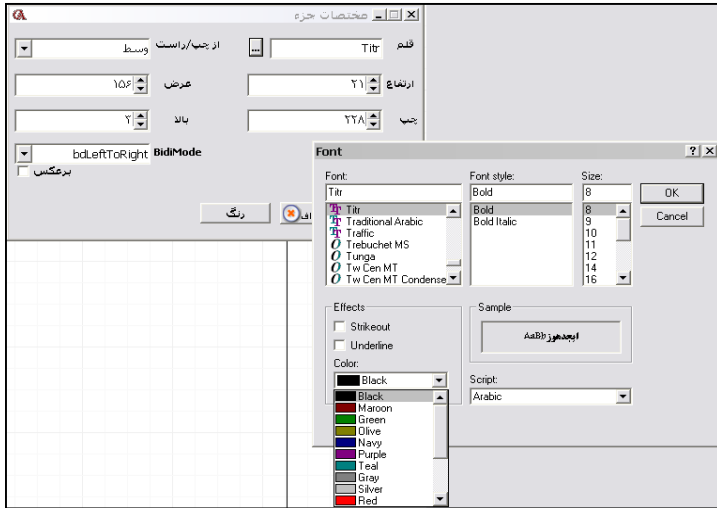 مختصات جزء
قلم Titr ... از چپ/راست وسط
ارتفاع ۲۱ عرض ۱۵۶
چپ ۲۲۸ بالا ۳
BidiMode bdLeftToRight
برعکس
رنگ
Font
Font:
Titr
Titr
Traditional Arabic
Traffic
Trebuchet MS
Tunga
Tw Cen MT
Tw Cen MT Condense
Font style:
Bold
Bold
Bold Italic
Size:
8
8
9
10
11
12
14
16
OK
Cancel
Effects
Strikeout
Underline
Color:
Black
Black
Maroon
Green
Olive
Navy
Purple
Teal
Gray
Silver
Red
Sample
AaBb ابجدهوز
Script:
Arabic